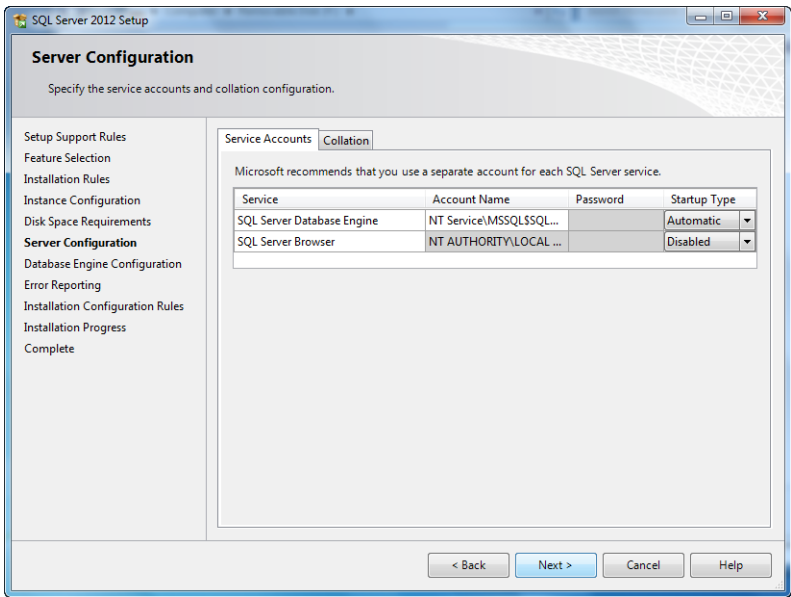 SQL Server 2012 Setup
Server Configuration
Specify the service accounts and collation configuration.
Setup Support Rules
Feature Selection
Installation Rules
Instance Configuration
Disk Space Requirements
Server Configuration
Database Engine Configuration
Error Reporting
Installation Configuration Rules
Installation Progress
Complete
Service Accounts Collation
Microsoft recommends that you use a separate account for each SQL Server service.
Service Account Name Password Startup Type
SQL Server Database Engine NT Service\MSSQL$SQL... Automatic
SQL Server Browser NT AUTHORITY\LOCAL ... Disabled
< Back Next > Cancel Help